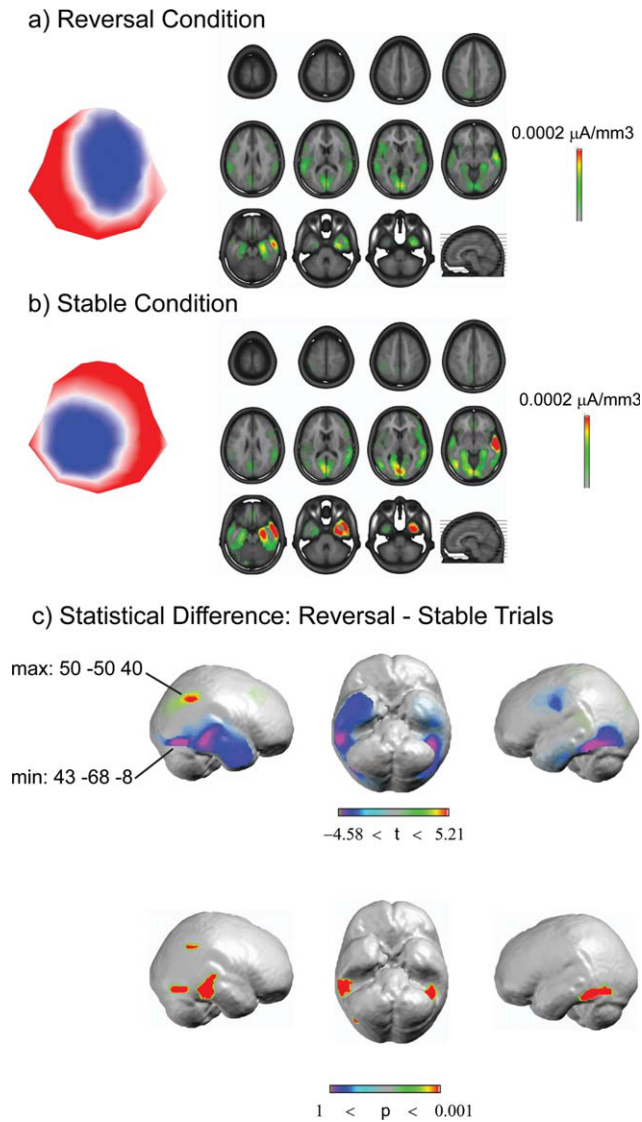 a) Reversal Condition
0.0002 µA/mm3
b) Stable Condition
0.0002 µA/mm3
c) Statistical Difference: Reversal - Stable Trials
max: 50 -50 40
min: 43 -68 -8
−4.58 < t < 5.21
1 < p < 0.001